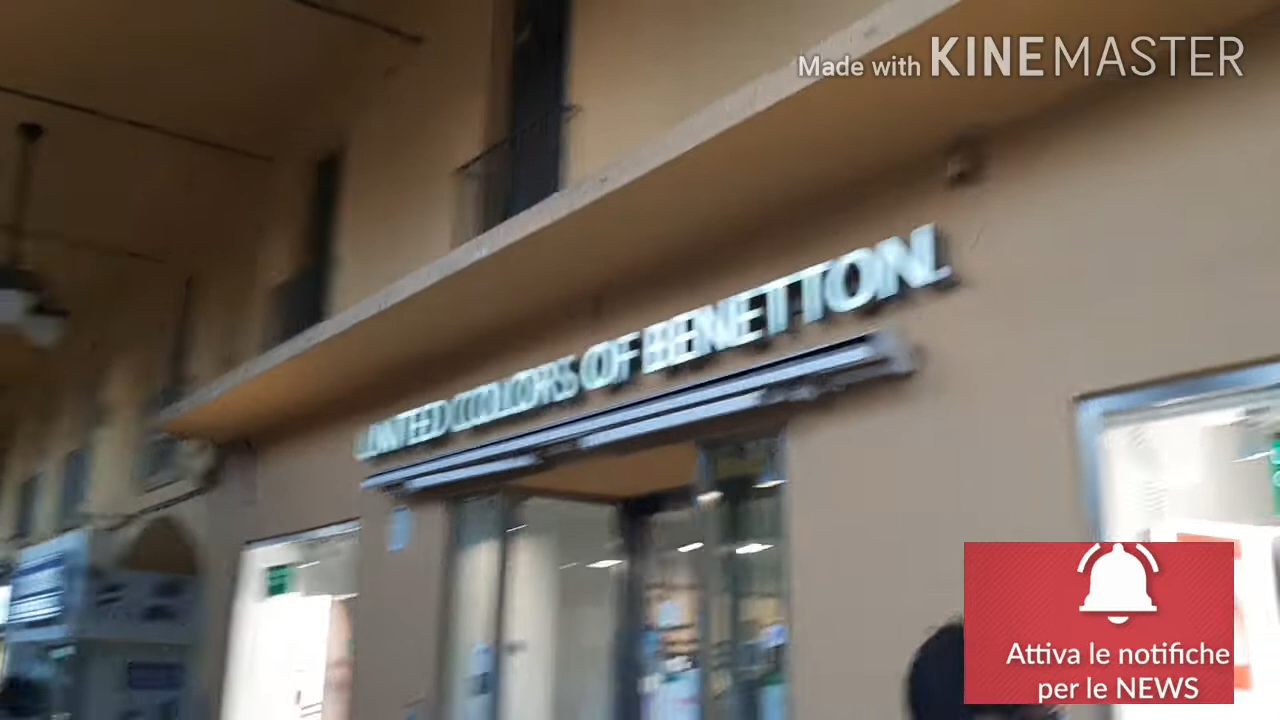 Made with KINEMASTER
UNITED COLORS OF BENETTON.
Attiva le notifiche
per le NEWS